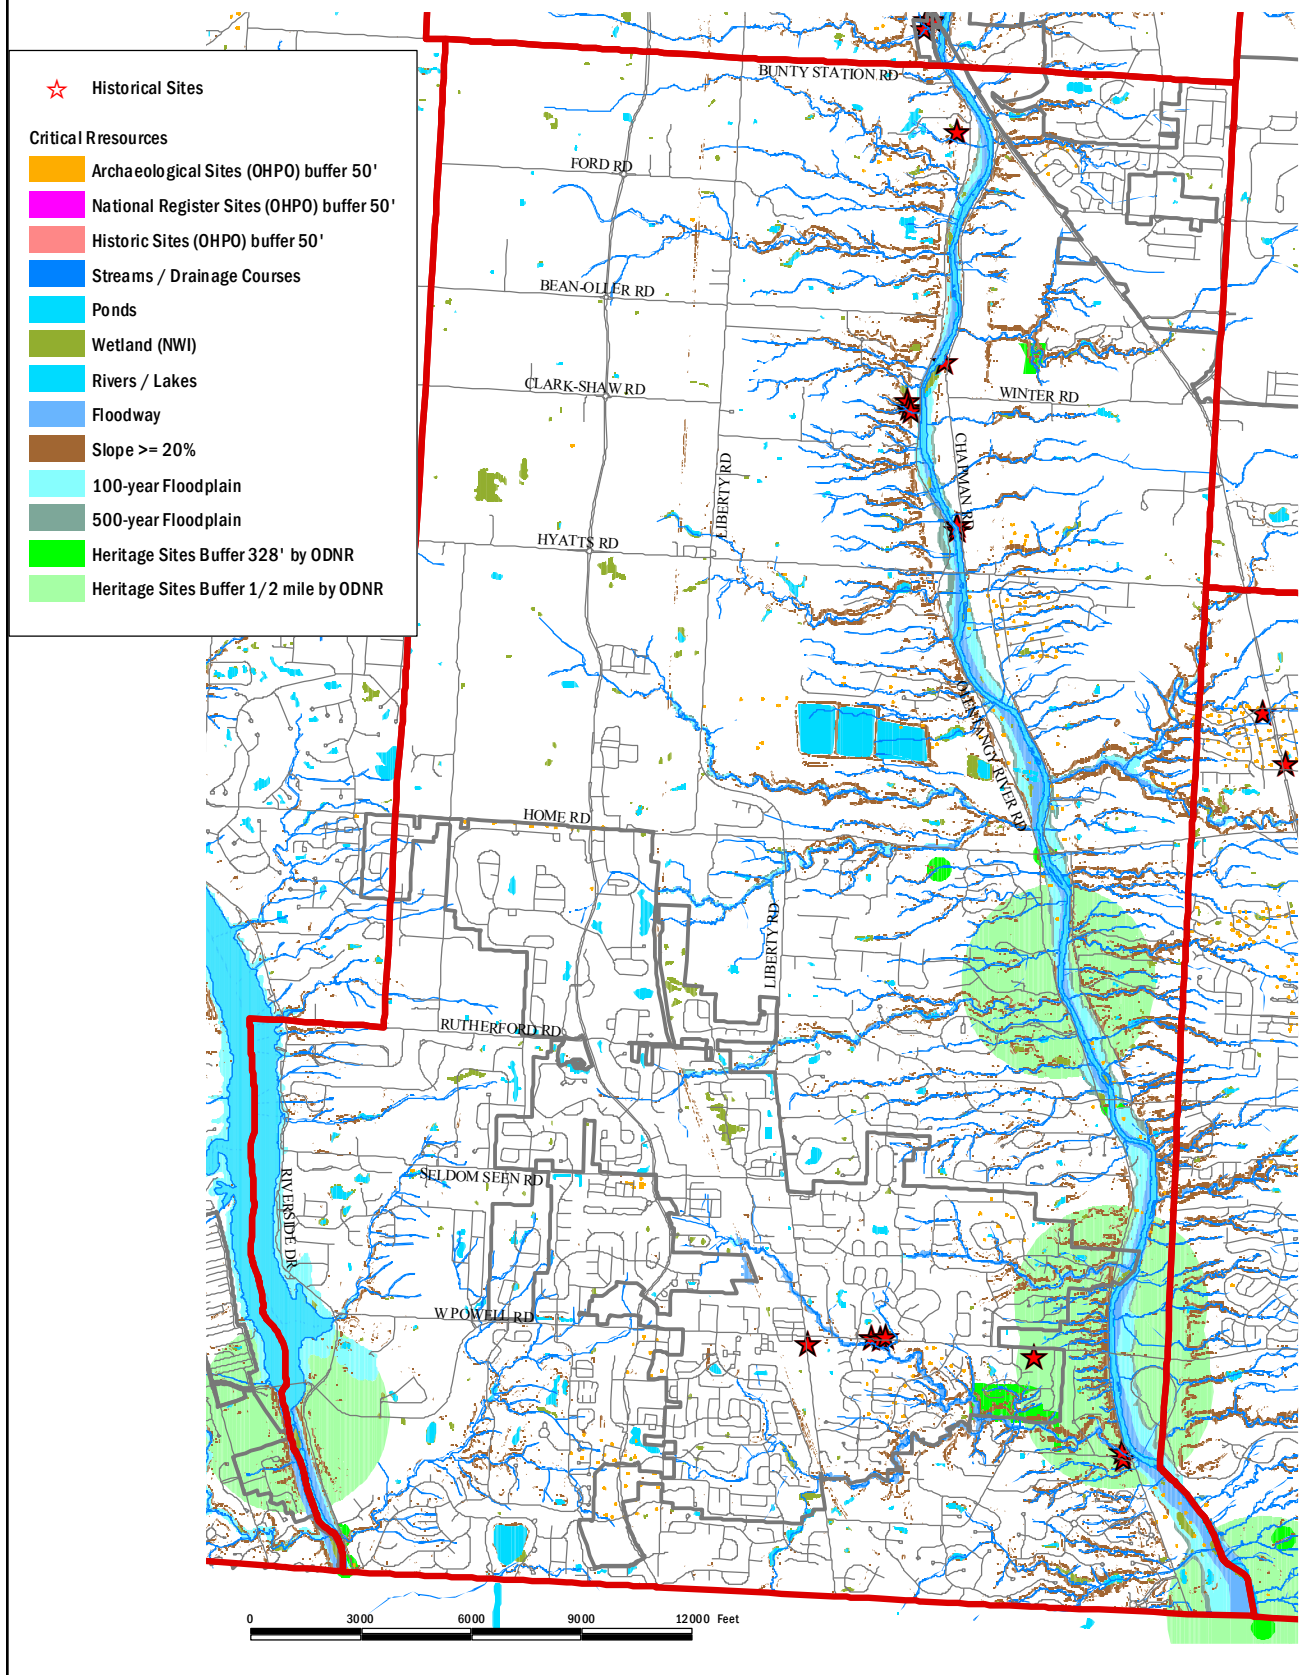 Historical Sites
Critical Rresources
Archaeological Sites (OHPO) buffer 50'
National Register Sites (OHPO) buffer 50'
Historic Sites (OHPO) buffer 50'
Streams / Drainage Courses
Ponds
Wetland (NWI)
Rivers / Lakes
Floodway
Slope >= 20%
100-year Floodplain
500-year Floodplain
Heritage Sites Buffer 328' by ODNR
Heritage Sites Buffer 1/2 mile by ODNR
BUNTY STATION RD
FORD RD
BEAN-OLLER RD
CLARK-SHAW RD
WINTER RD
CHAPMAN RD
LIBERTY RD
HYATTS RD
OLENTANGY RIVER RD
HOME RD
LIBERTY RD
RUTHERFORD RD
SELDOM SEEN RD
RIVERSIDE DR
W POWELL RD
0 3000 6000 9000 12000 Feet